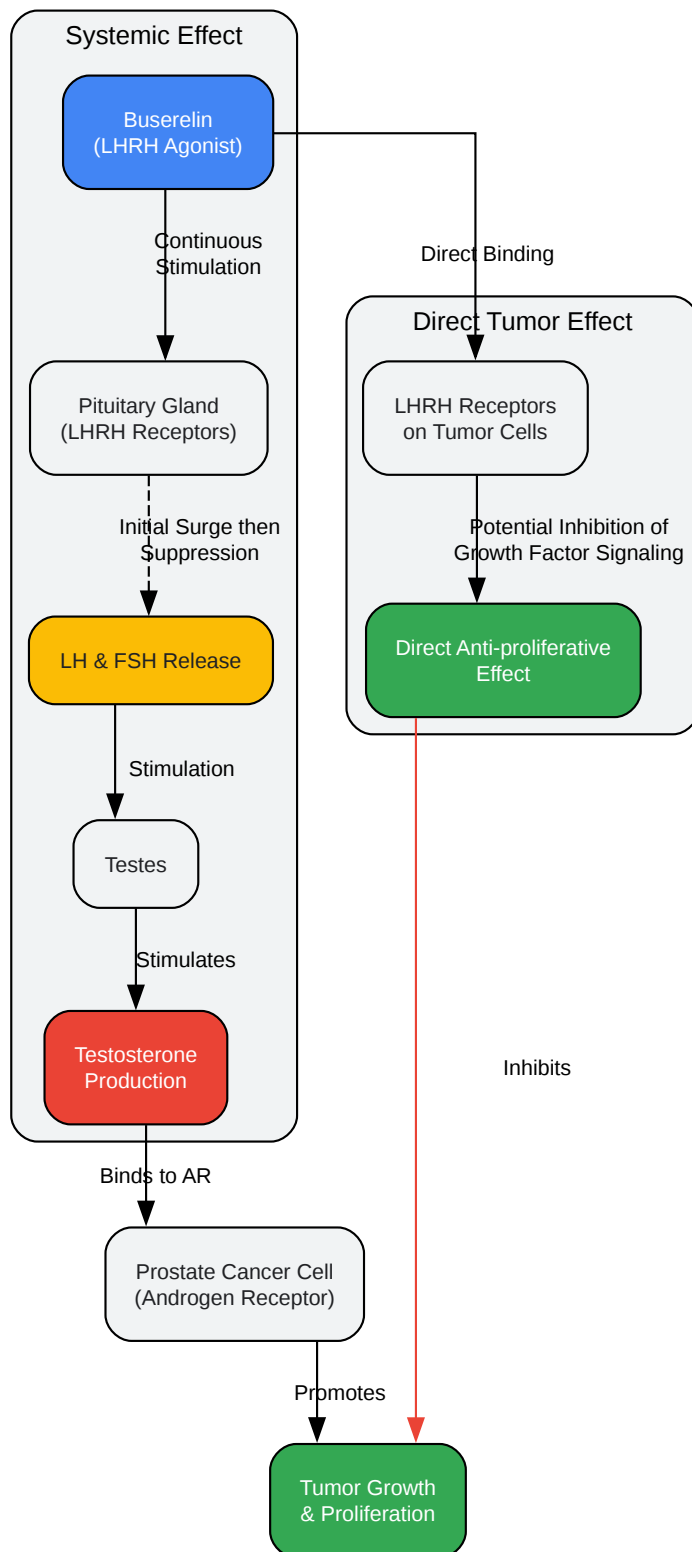 Systemic Effect
Buserelin
(LHRH Agonist)
Continuous
Stimulation
Direct Binding
Direct Tumor Effect
Pituitary Gland
(LHRH Receptors)
LHRH Receptors
on Tumor Cells
Initial Surge then
Suppression
Potential Inhibition of
Growth Factor Signaling
LH & FSH Release
Direct Anti-proliferative
Effect
Stimulation
Testes
Stimulates
Testosterone
Production
Inhibits
Binds to AR
Prostate Cancer Cell
(Androgen Receptor)
Promotes
Tumor Growth
& Proliferation